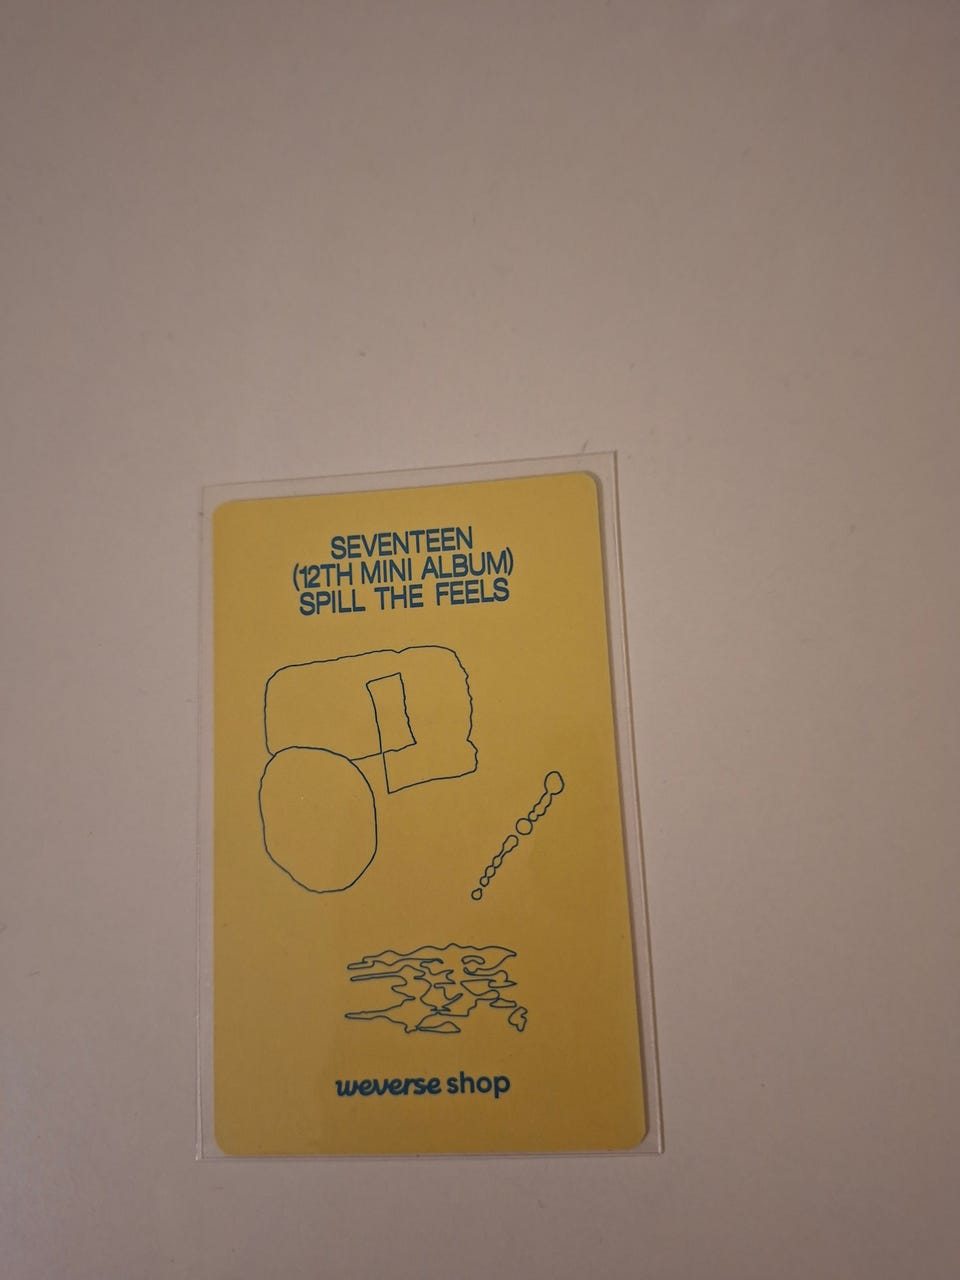 SEVENTEEN
(12TH MINI ALBUM)
SPILL THE FEELS
weverse shop